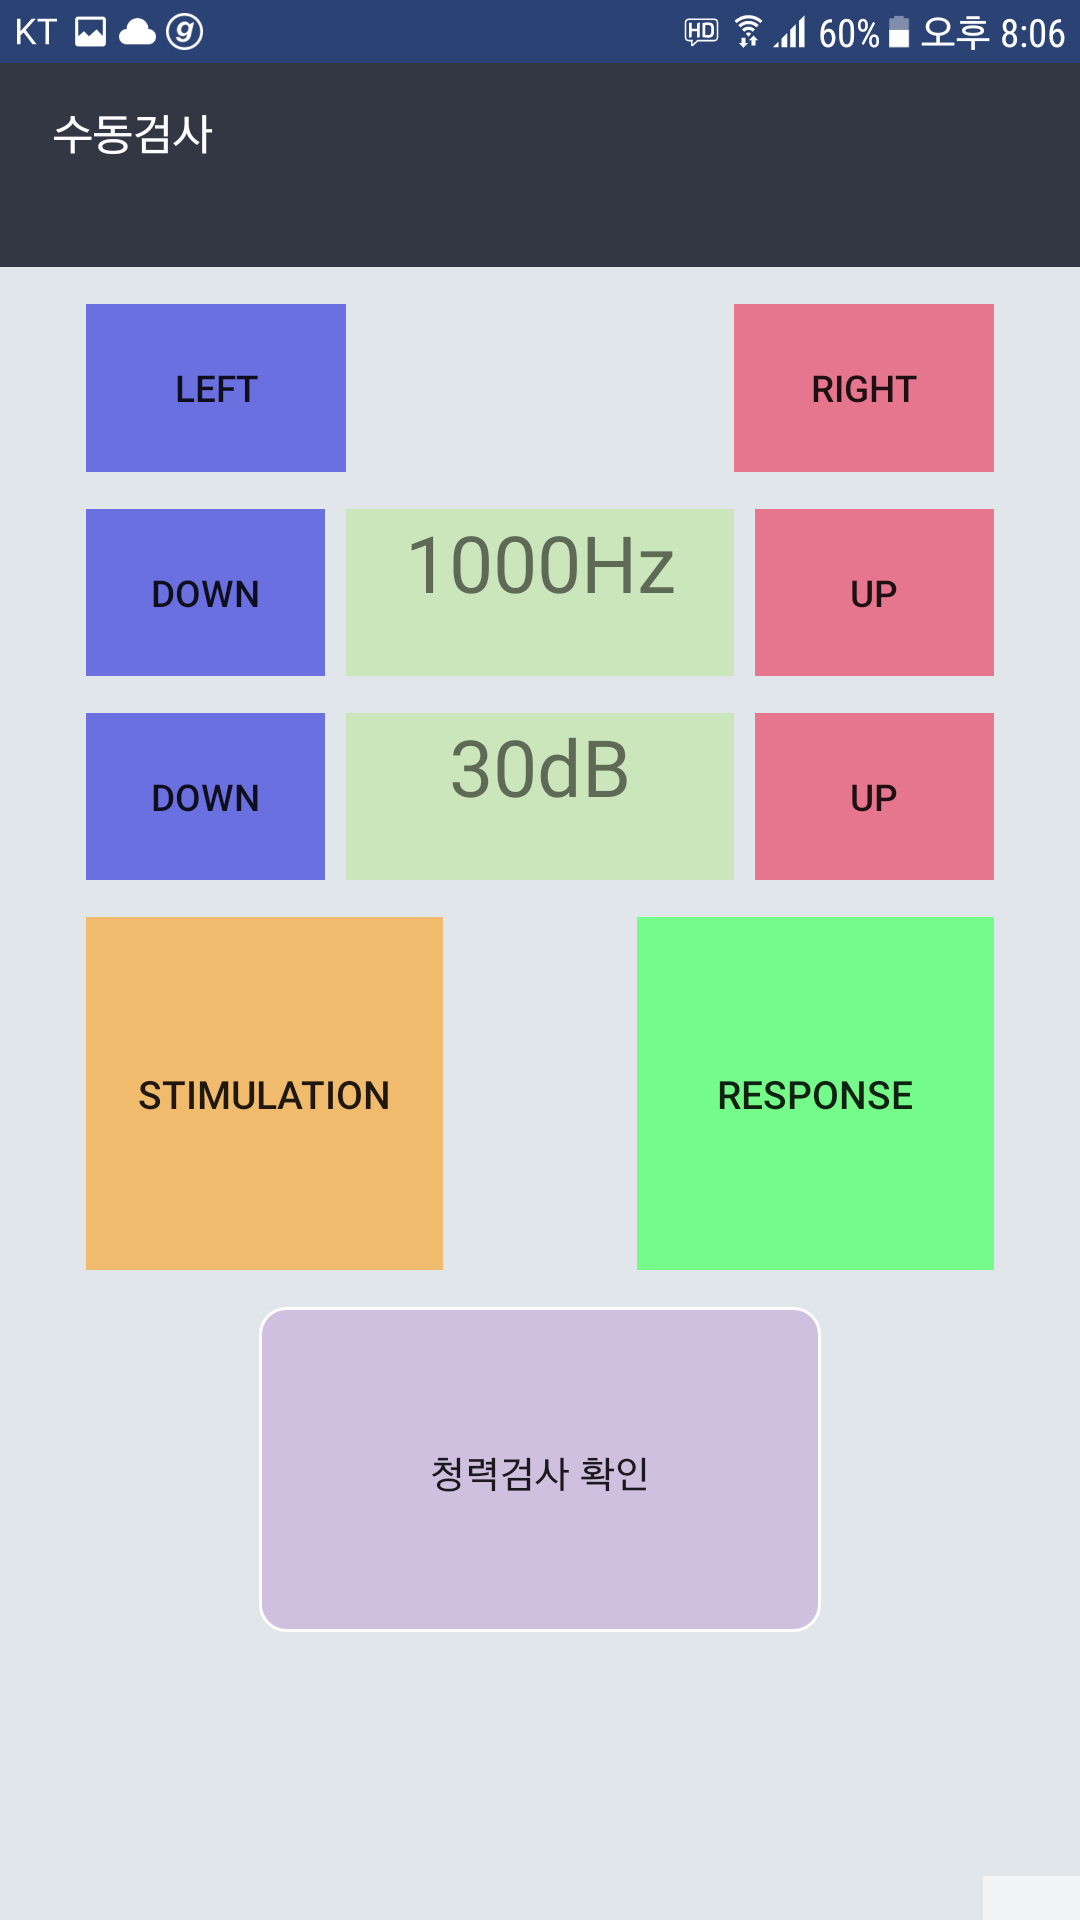 KT g HD 60% 오후 8:06
수동검사
LEFT RIGHT
DOWN 1000Hz UP
DOWN 30dB UP
STIMULATION RESPONSE
청력검사 확인